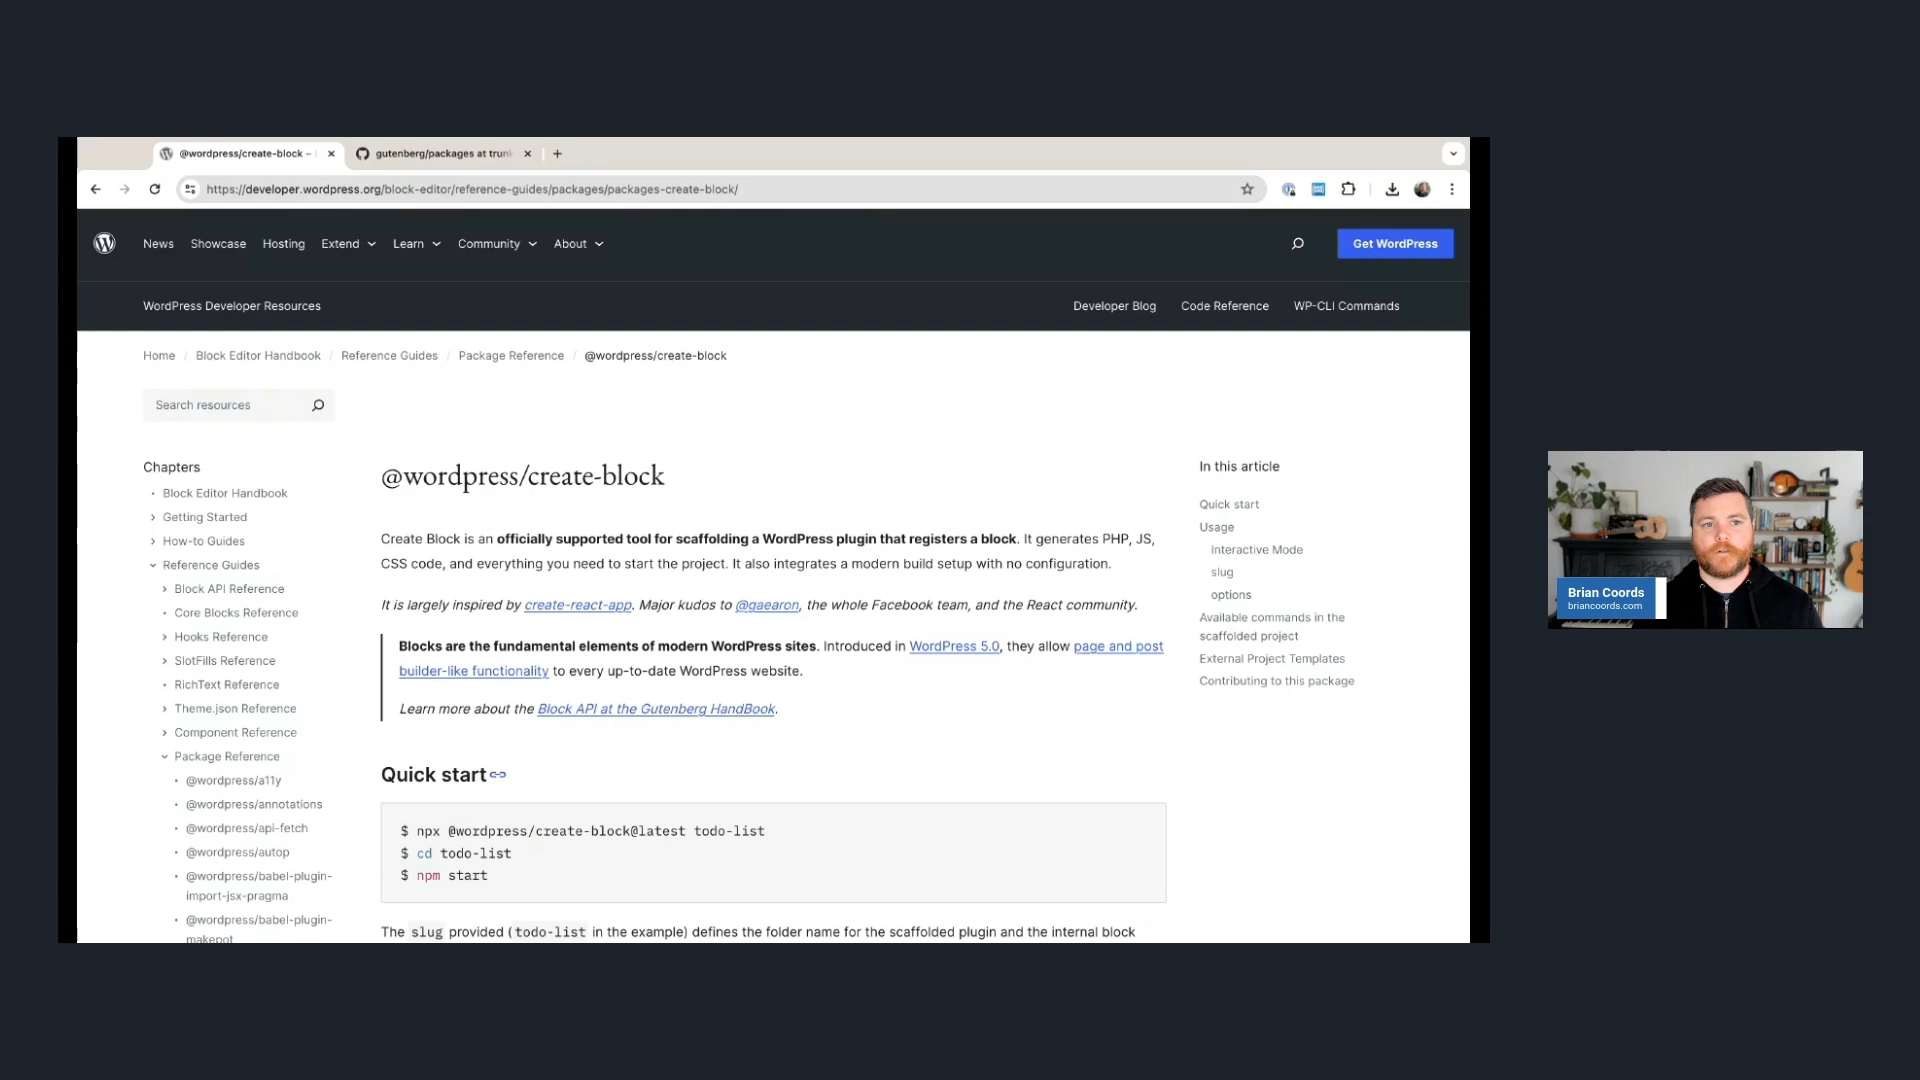 @wordpress/create-block –
gutenberg/packages at trun
https://developer.wordpress.org/block-editor/reference-guides/packages/packages-create-block/
News Showcase Hosting Extend Learn Community About
Get WordPress
WordPress Developer Resources
Developer Blog Code Reference WP-CLI Commands
Home / Block Editor Handbook / Reference Guides / Package Reference / @wordpress/create-block
Search resources
Chapters
Block Editor Handbook
Getting Started
How-to Guides
Reference Guides
Block API Reference
Core Blocks Reference
Hooks Reference
SlotFills Reference
RichText Reference
Theme.json Reference
Component Reference
Package Reference
@wordpress/a11y
@wordpress/annotations
@wordpress/api-fetch
@wordpress/autop
@wordpress/babel-plugin-
import-jsx-pragma
@wordpress/babel-plugin-
makepot
@wordpress/create-block
Create Block is an officially supported tool for scaffolding a WordPress plugin that registers a block. It generates PHP, JS,
CSS code, and everything you need to start the project. It also integrates a modern build setup with no configuration.
It is largely inspired by create-react-app. Major kudos to @gaearon, the whole Facebook team, and the React community.
Blocks are the fundamental elements of modern WordPress sites. Introduced in WordPress 5.0, they allow page and post
builder-like functionality to every up-to-date WordPress website.
Learn more about the Block API at the Gutenberg HandBook.
Quick start
$ npx @wordpress/create-block@latest todo-list
$ cd todo-list
$ npm start
The slug provided (todo-list in the example) defines the folder name for the scaffolded plugin and the internal block
In this article
Quick start
Usage
Interactive Mode
slug
options
Available commands in the
scaffolded project
External Project Templates
Contributing to this package
Brian Coords
briancoords.com